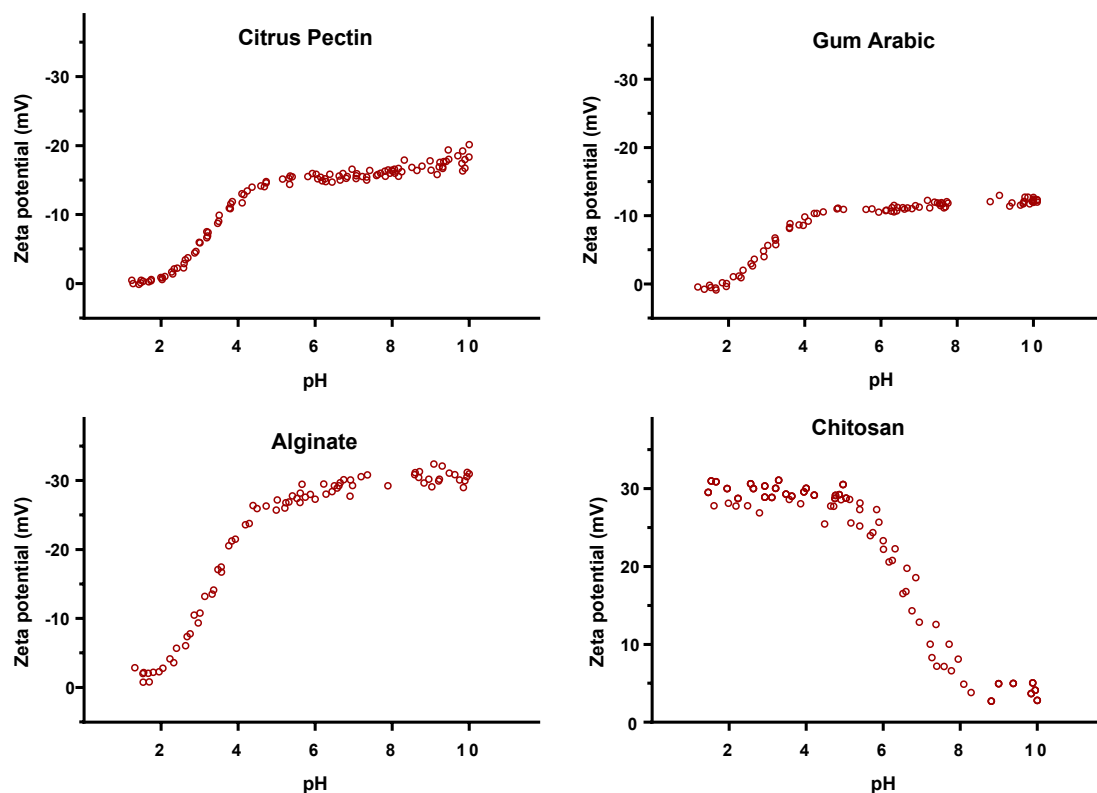 Citrus Pectin
Zeta potential (mV)
-30
-20
-10
0
2 4 6 8 10
pH
Gum Arabic
Zeta potential (mV)
-30
-20
-10
0
2 4 6 8 10
pH
Alginate
Zeta potential (mV)
-30
-20
-10
0
2 4 6 8 10
pH
Chitosan
Zeta potential (mV)
30
20
10
0
2 4 6 8 10
pH